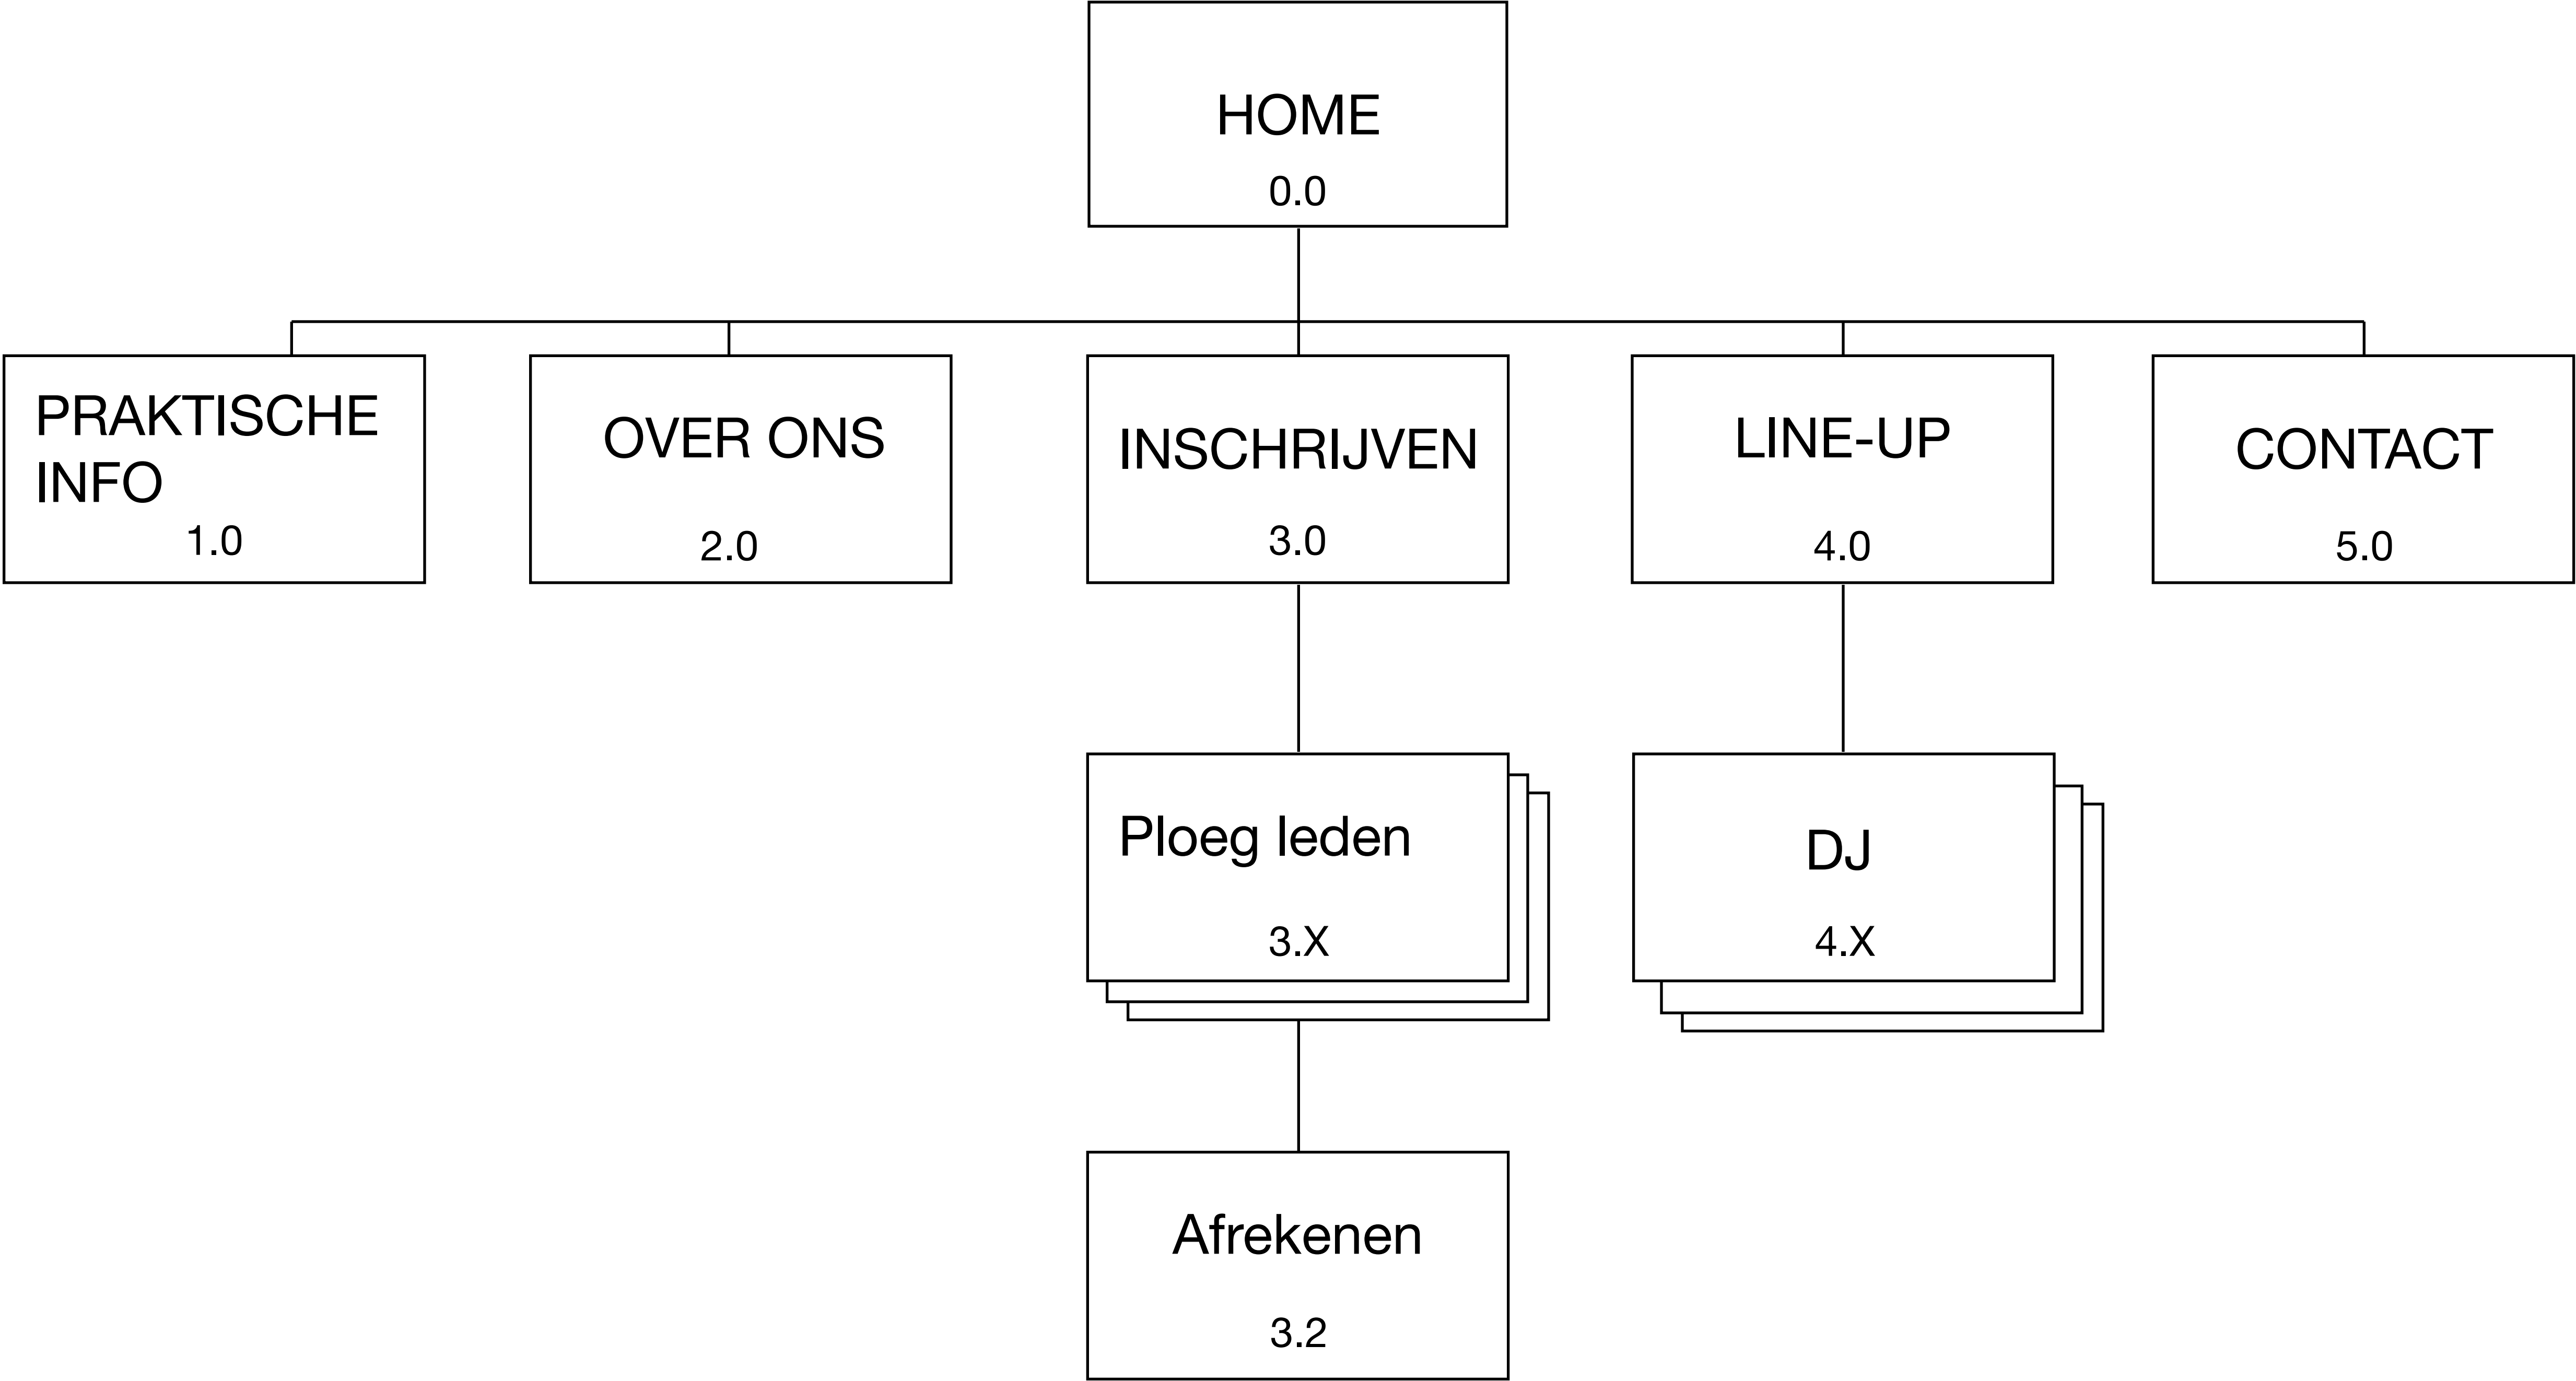 HOME
0.0
PRAKTISCHE
INFO
1.0
OVER ONS
2.0
INSCHRIJVEN
3.0
LINE-UP
4.0
CONTACT
5.0
Ploeg leden
3.X
DJ
4.X
Afrekenen
3.2